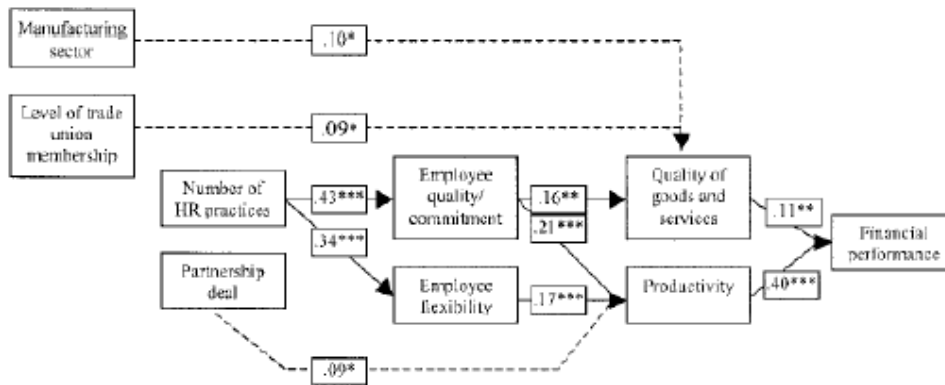 Manufacturing
sector
.10*
Level of trade
union
membership
.09*
Number of
HR practices
.43***
Employee
quality/
commitment
.16**
Quality of
goods and
services
.11**
.21***
.34***
Financial
performance
Partnership
deal
Employee
flexibility
.17***
Productivity
.40***
.09*